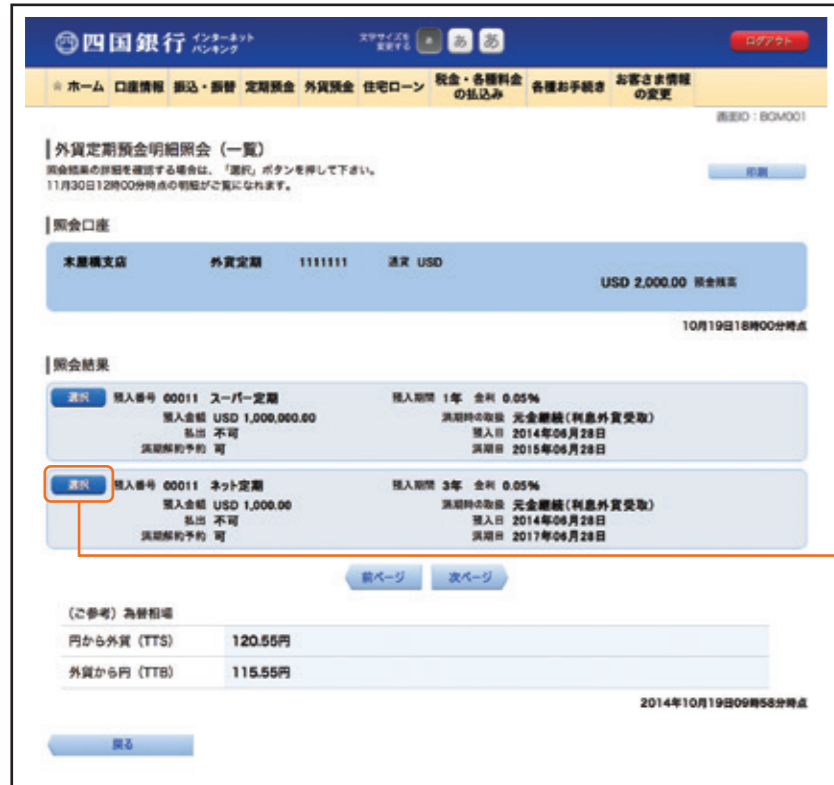 四国銀行 インターネットバンキング 文字サイズを変更する あ あ あ ログアウト
ホーム 口座情報 振込・振替 定期預金 外貨預金 住宅ローン 税金・各種料金の払込み 各種お手続き お客さま情報の変更
画面ID：BGM001
外貨定期預金明細照会（一覧）
照会結果の詳細を確認する場合は、「選択」ボタンを押して下さい。
11月30日12時00分時点の明細がご覧になれます。
印刷
照会口座
木屋橋支店 外貨定期 1111111 通貨 USD
USD 2,000.00 預金残高
10月19日18時00分時点
照会結果
選択 預入番号 00011 スーパー定期 預入期間 1年 金利 0.05%
預入金額 USD 1,000,000.00 満期時の取扱 元金継続(利息外貨受取)
払出 不可 預入日 2014年06月28日
満期解約予約 可 満期日 2015年06月28日
選択 預入番号 00011 ネット定期 預入期間 3年 金利 0.05%
預入金額 USD 1,000.00 満期時の取扱 元金継続(利息外貨受取)
払出 不可 預入日 2014年06月28日
満期解約予約 可 満期日 2017年06月28日
前ページ 次ページ
（ご参考）為替相場
円から外貨（TTS） 120.55円
外貨から円（TTB） 115.55円
2014年10月19日09時58分時点
戻る